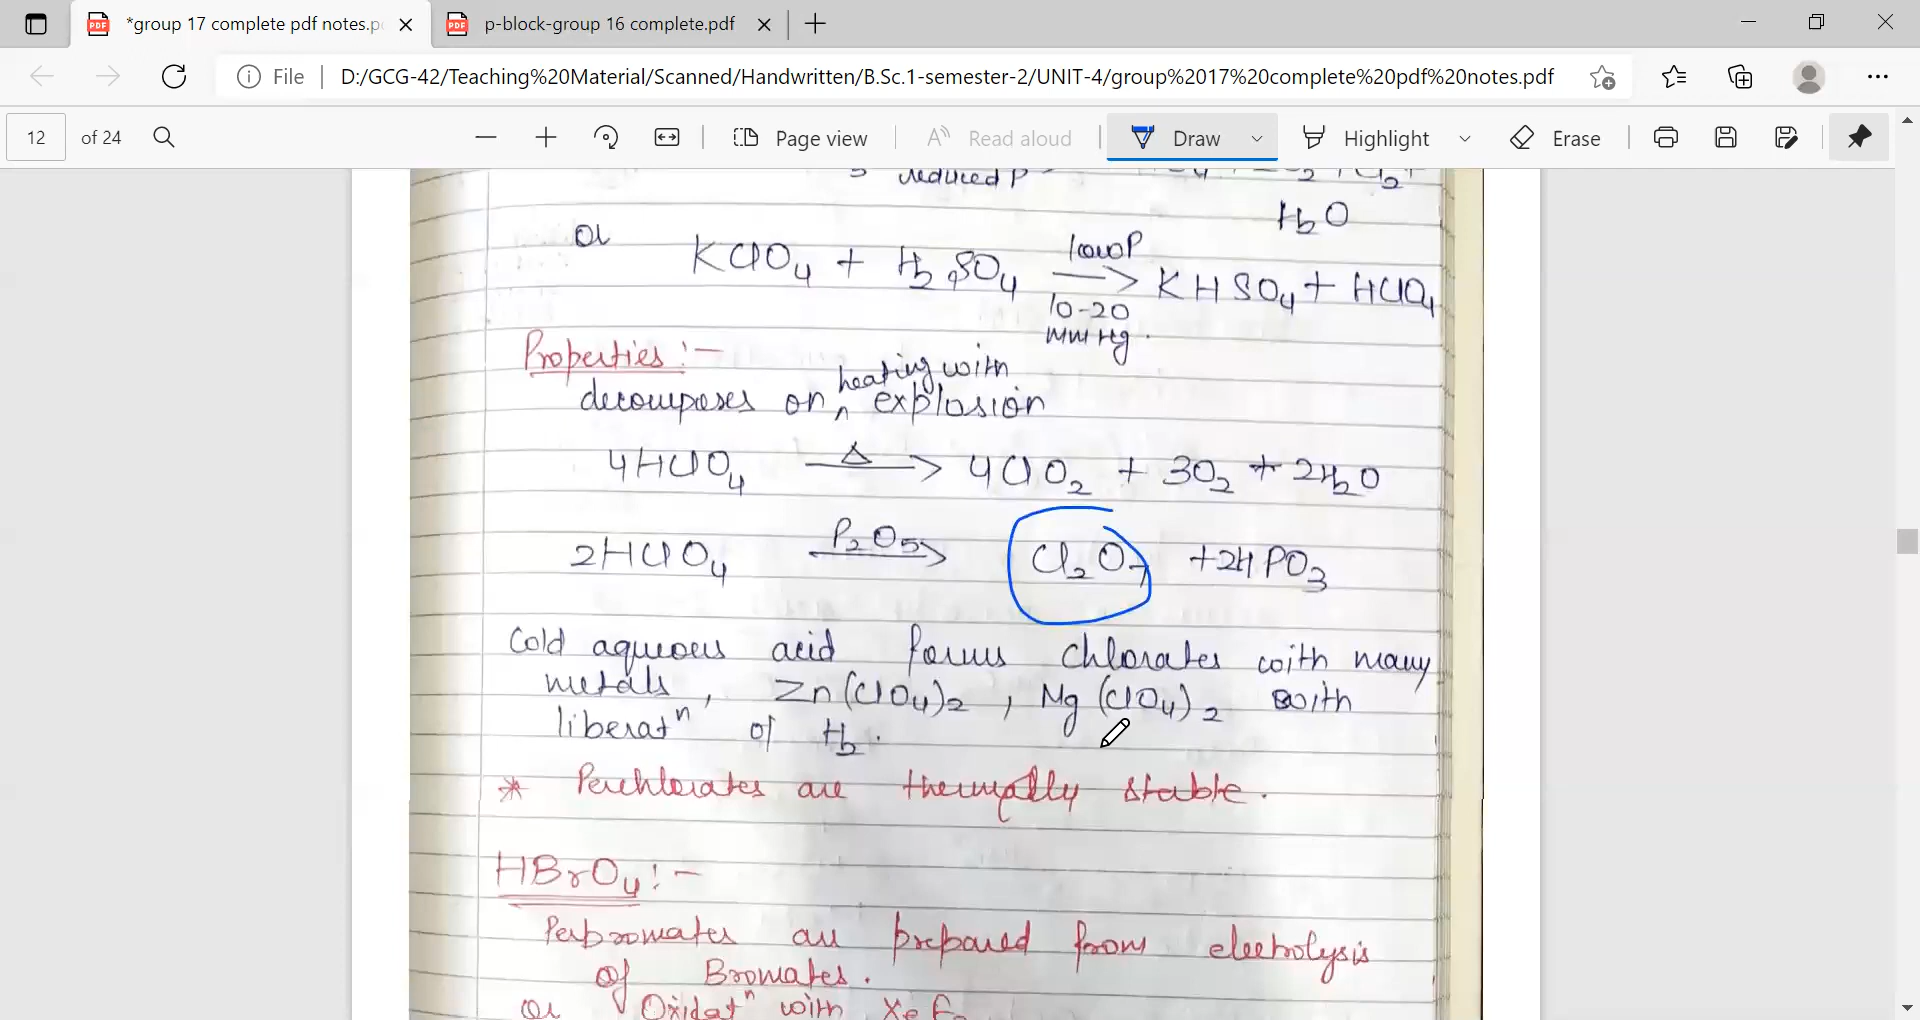 *group 17 complete pdf notes.p
p-block-group 16 complete.pdf
File
D:/GCG-42/Teaching%20Material/Scanned/Handwritten/B.Sc.1-semester-2/UNIT-4/group%2017%20complete%20pdf%20notes.pdf
12 of 24
Page view
Read aloud
Draw
Highlight
Erase
reduced P
H₂O
or KClO₄ + H₂SO₄ low P → 10-20 mm Hg. KHSO₄ + HClO₄
Properties :-
decomposes on ^ heating with explosion
4HClO₄ Δ → 4ClO₂ + 3O₂ + 2H₂O
2HClO₄ P₂O₅ → Cl₂O₇ + 2HPO₃
Cold aqueous acid forms chlorates with many
metals, Zn(ClO₄)₂, Mg(ClO₄)₂ with
liberatⁿ of H₂.
* Perchlorates are thermally stable.
HBrO₄ :-
Perbromates are prepared from electrolysis
of Bromates.
or Oxidatⁿ with XeF₂